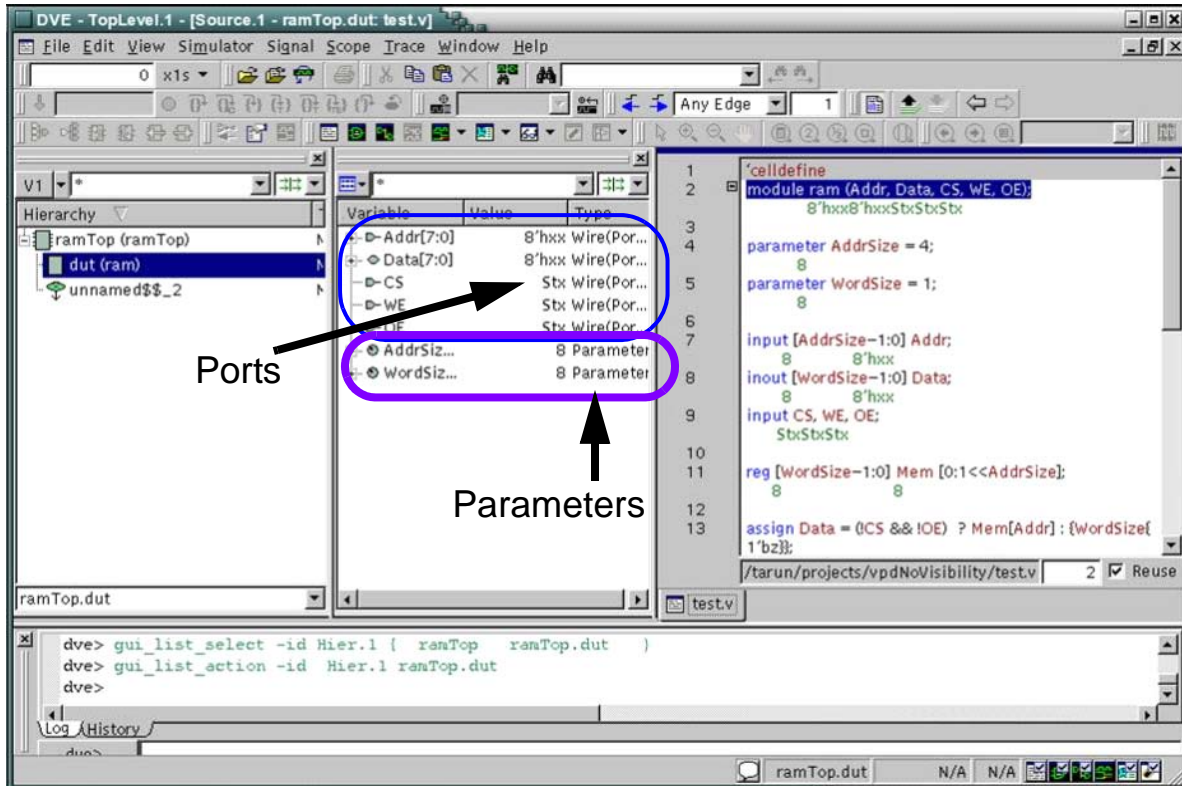 DVE - TopLevel.1 - [Source.1 - ramTop.dut: test.v]
File Edit View Simulator Signal Scope Trace Window Help
0 x1s
Any Edge 1
V1 *
Hierarchy
ramTop (ramTop)
dut (ram)
unnamed$$_2
ramTop.dut
*
Variable Value Type
Addr[7:0] 8'hxx Wire(Por...
Data[7:0] 8'hxx Wire(Por...
CS Stx Wire(Por...
WE Stx Wire(Por...
OE Stx Wire(Por...
AddrSiz... 8 Parameter
WordSiz... 8 Parameter
Ports
Parameters
1 `celldefine
2 module ram (Addr, Data, CS, WE, OE);
8'hxx8'hxxStxStxStx
3
4 parameter AddrSize = 4;
8
5 parameter WordSize = 1;
8
6
7 input [AddrSize-1:0] Addr;
8 8'hxx
8 inout [WordSize-1:0] Data;
8 8'hxx
9 input CS, WE, OE;
StxStxStx
10
11 reg [WordSize-1:0] Mem [0:1<<AddrSize];
8 8
12
13 assign Data = (!CS && !OE) ? Mem[Addr] : {WordSize{
1'bz}};
/tarun/projects/vpdNoVisibility/test.v 2 Reuse
test.v
dve> gui_list_select -id Hier.1 { ramTop ramTop.dut }
dve> gui_list_action -id Hier.1 ramTop.dut
dve>
Log History
dve>
ramTop.dut N/A N/A